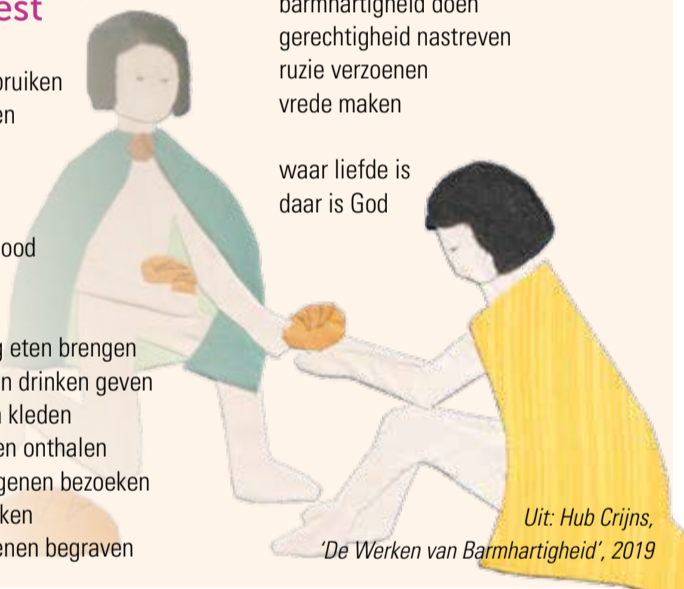 est
bruiken
en
ood
g eten brengen
n drinken geven
n kleden
en onthalen
genen bezoeken
ken
enen begraven
barmhartigheid doen
gerechtigheid nastreven
ruzie verzoenen
vrede maken
waar liefde is
daar is God
Uit: Hub Crijns,
'De Werken van Barmhartigheid', 2019